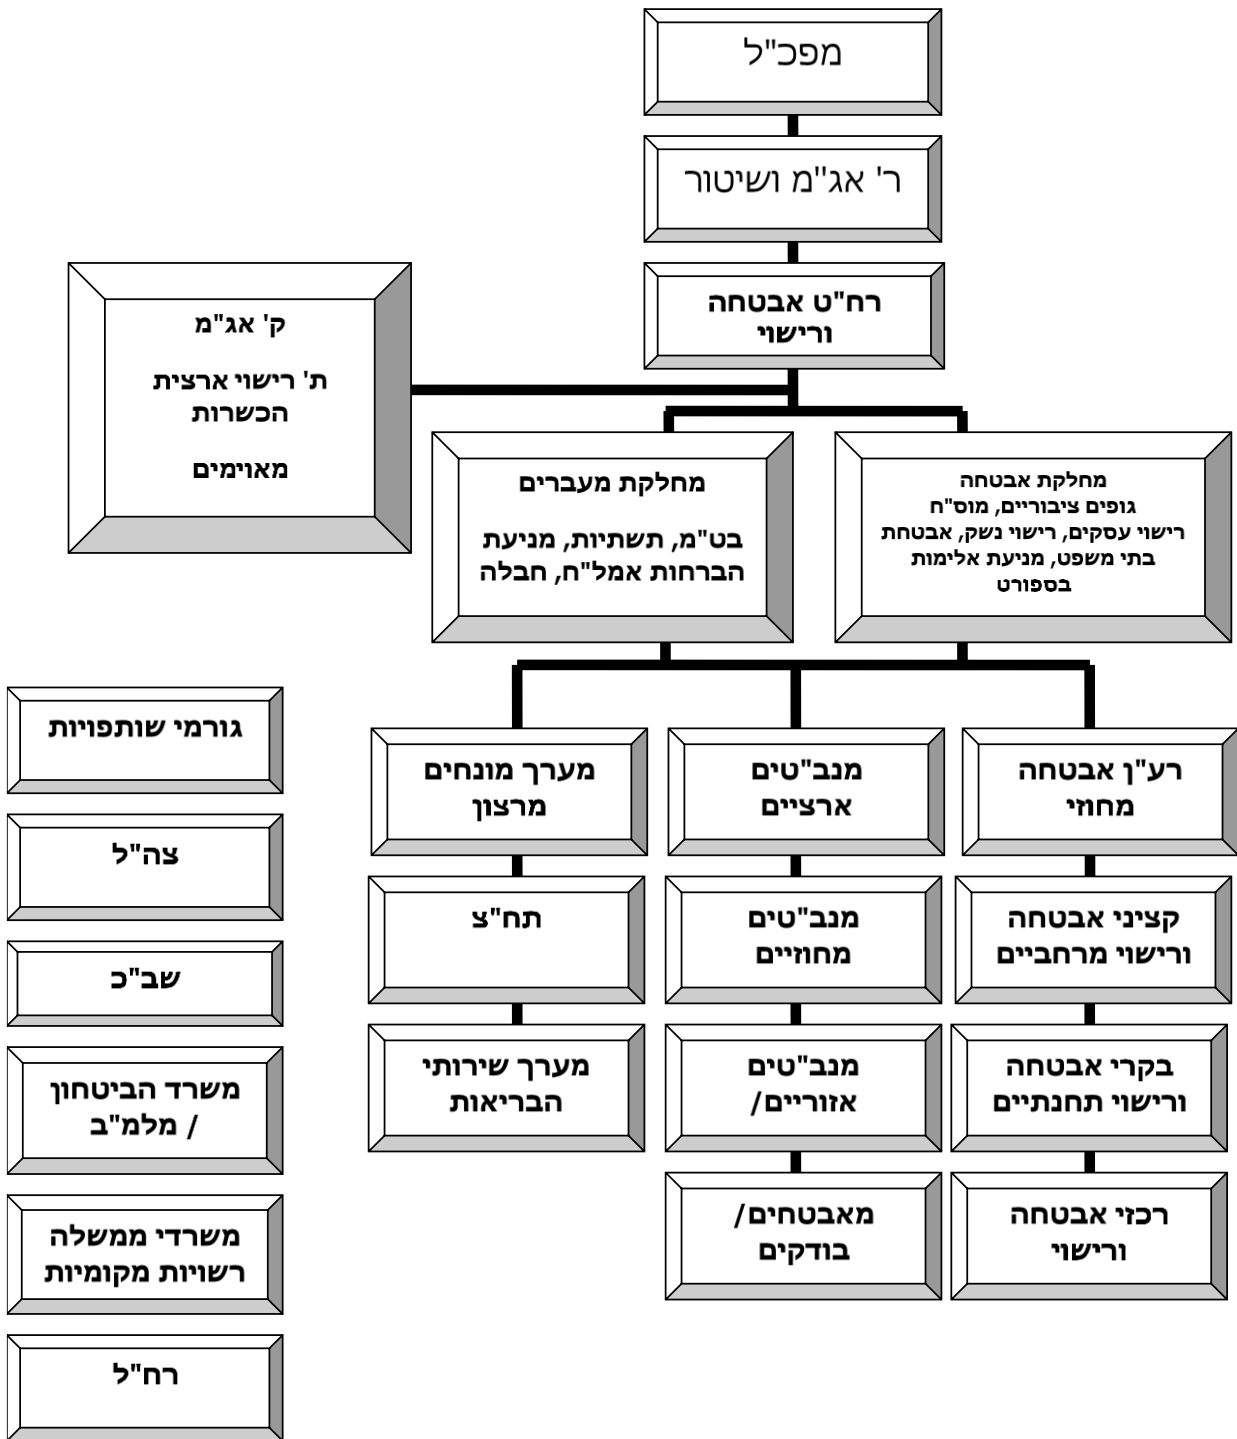 מפכ"ל
ר' אג"מ ושיטור
רח"ט אבטחה
ורישוי
ק' אג"מ
ת' רישוי ארצית
הכשרות
מאוימים
מחלקת אבטחה
גופים ציבוריים, מוס"ח
רישוי עסקים, רישוי נשק, אבטחת
בתי משפט, מניעת אלימות
בספורט
מחלקת מעברים
בט"מ, תשתיות, מניעת
הברחות אמל"ח, חבלה
רע"ן אבטחה
מחוזי
קציני אבטחה
ורישוי מרחביים
בקרי אבטחה
ורישוי תחנתיים
רכזי אבטחה
ורישוי
מנב"טים
ארציים
מנב"טים
מחוזיים
מנב"טים
אזוריים/
מאבטחים/
בודקים
מערך מונחים
מרצון
תח"צ
מערך שירותי
הבריאות
גורמי שותפויות
צה"ל
שב"כ
משרד הביטחון
/ מלמ"ב
משרדי ממשלה
רשויות מקומיות
רח"ל